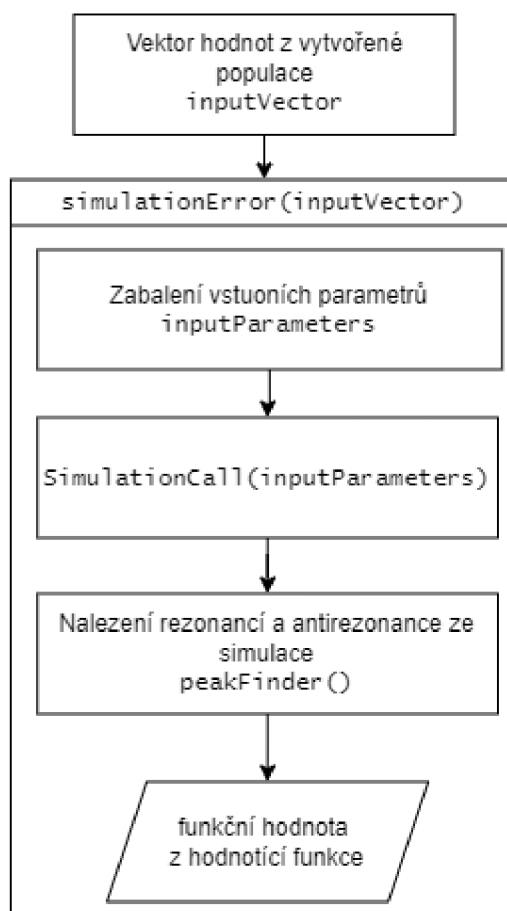 Vektor hodnot z vytvořené
populace
inputVector
simulationError(inputVector)
Zabalení vstuoních parametrů
inputParameters
SimulationCall(inputParameters)
Nalezení rezonancí a antirezonance ze
simulace
peakFinder()
funkční hodnota
z hodnotící funkce